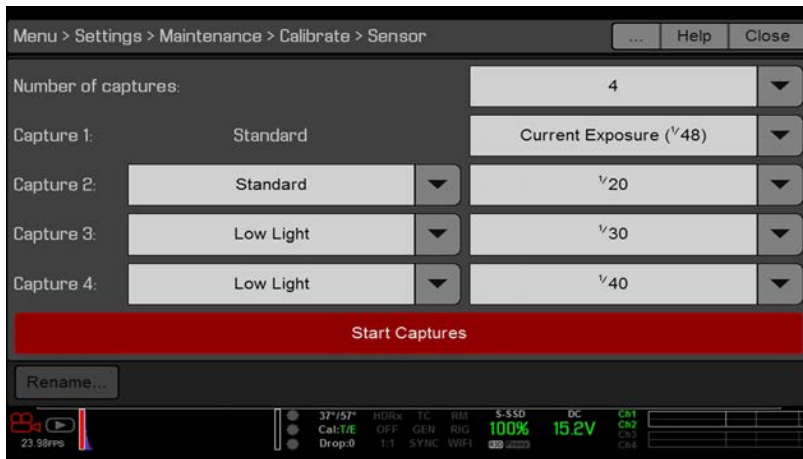 Menu > Settings > Maintenance > Calibrate > Sensor ... Help Close
Number of captures: 4
Capture 1: Standard Current Exposure (1/48)
Capture 2: Standard 1/20
Capture 3: Low Light 1/30
Capture 4: Low Light 1/40
Start Captures
Rename...
37°/57° HDRx TC RM S-SSD DC Ch1
Cal:T/E OFF GEN RIG 100% 15.2V Ch2
23.98FPS Drop:0 1:1 SYNC WIFI R3D Proxy Ch3
Ch4